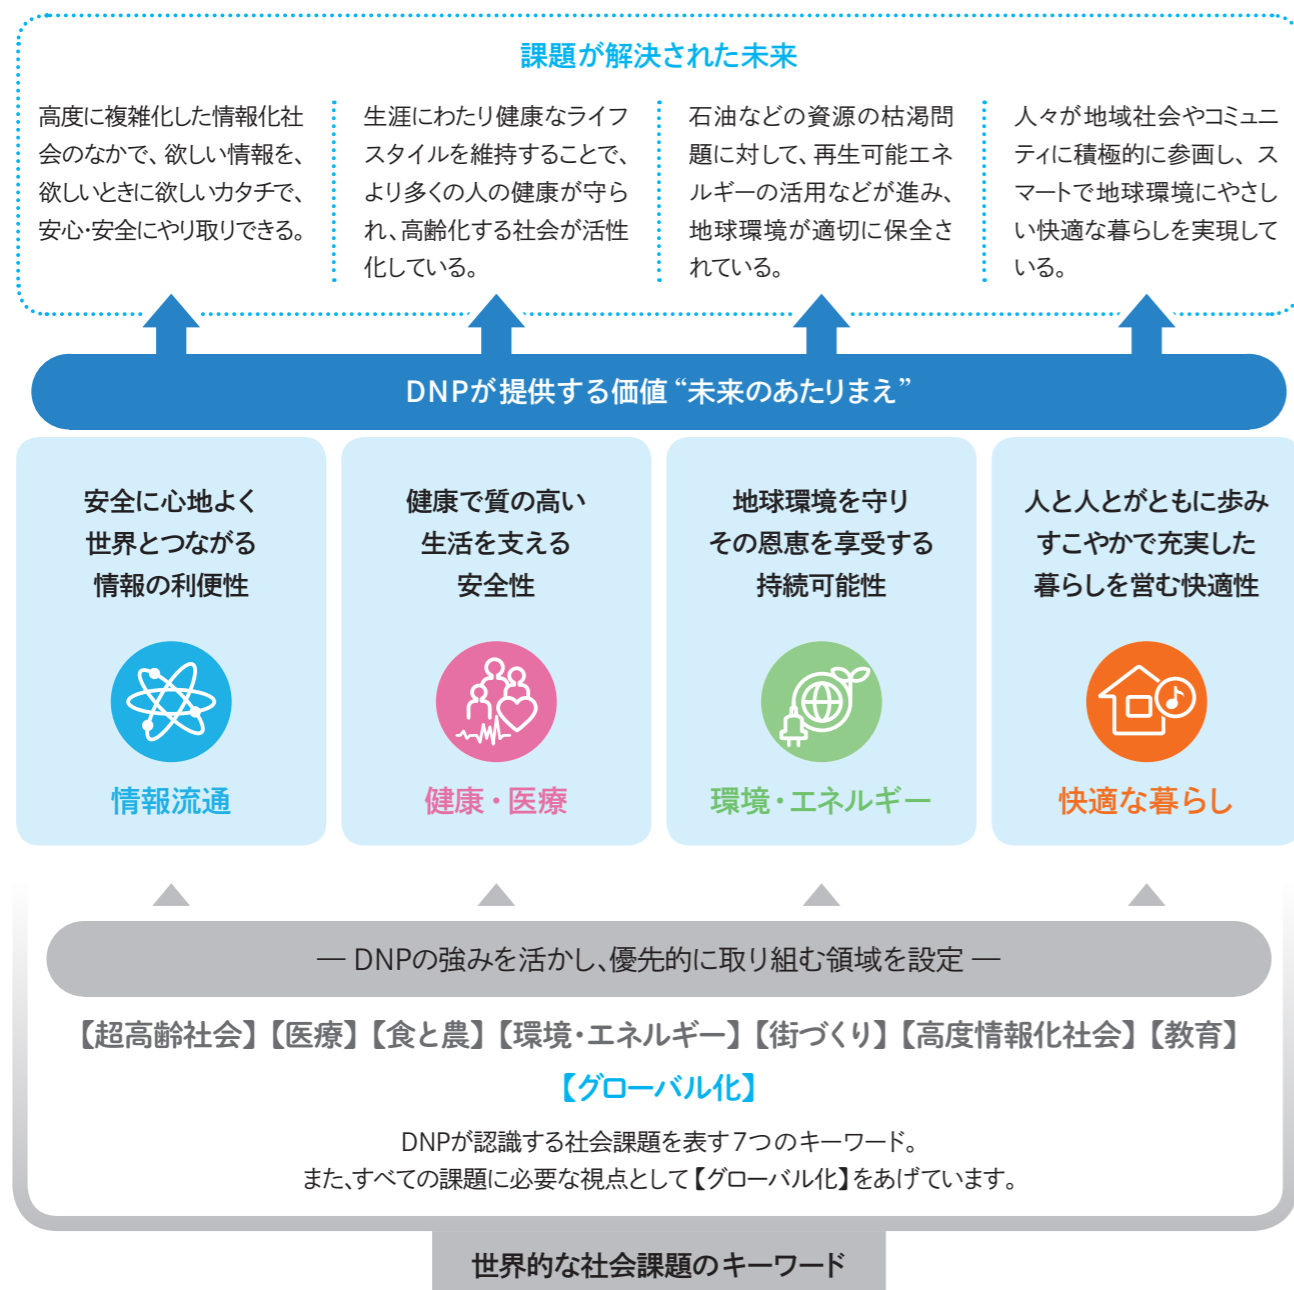 課題が解決された未来
高度に複雑化した情報化社
会のなかで、欲しい情報を、
欲しいときに欲しいカタチで、
安心・安全にやり取りできる。
生涯にわたり健康なライフ
スタイルを維持することで、
より多くの人の健康が守ら
れ、高齢化する社会が活性
化している。
石油などの資源の枯渇問
題に対して、再生可能エネ
ルギーの活用などが進み、
地球環境が適切に保全さ
れている。
人々が地域社会やコミュニ
ティに積極的に参画し、ス
マートで地球環境にやさし
い快適な暮らしを実現して
いる。
DNPが提供する価値 “未来のあたりまえ”
安全に心地よく
世界とつながる
情報の利便性
情報流通
健康で質の高い
生活を支える
安全性
健康・医療
地球環境を守り
その恩恵を享受する
持続可能性
環境・エネルギー
人と人とがともに歩み
すこやかで充実した
暮らしを営む快適性
快適な暮らし
― DNPの強みを活かし、優先的に取り組む領域を設定 ―
【超高齢社会】【医療】【食と農】【環境・エネルギー】【街づくり】【高度情報化社会】【教育】
【グローバル化】
DNPが認識する社会課題を表す7つのキーワード。
また、すべての課題に必要な視点として【グローバル化】をあげています。
世界的な社会課題のキーワード